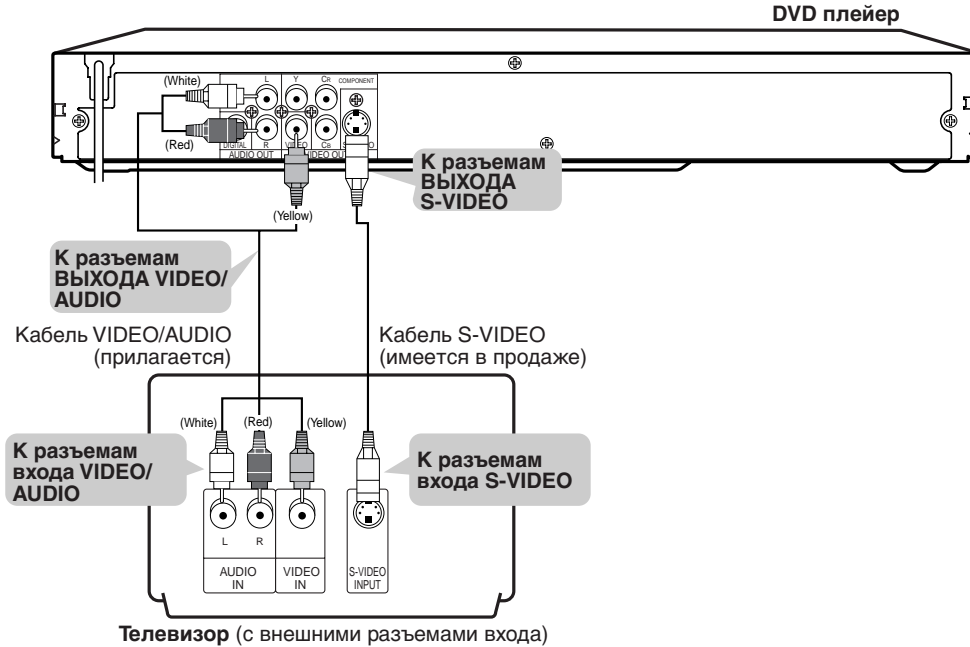 DVD плейер
(White)
L
Y
CR
COMPONENT
(Red)
DIGITAL
R
VIDEO
CB
AUDIO OUT
К разъемам
ВЫХОДА
S-VIDEO
(Yellow)
К разъемам
ВЫХОДА VIDEO/
AUDIO
Кабель VIDEO/AUDIO
(прилагается)
Кабель S-VIDEO
(имеется в продаже)
(White)
(Red)
(Yellow)
К разъемам
входа VIDEO/
AUDIO
К разъемам
входа S-VIDEO
L
R
AUDIO
IN
VIDEO
IN
S-VIDEO
INPUT
Телевизор (с внешними разъемами входа)